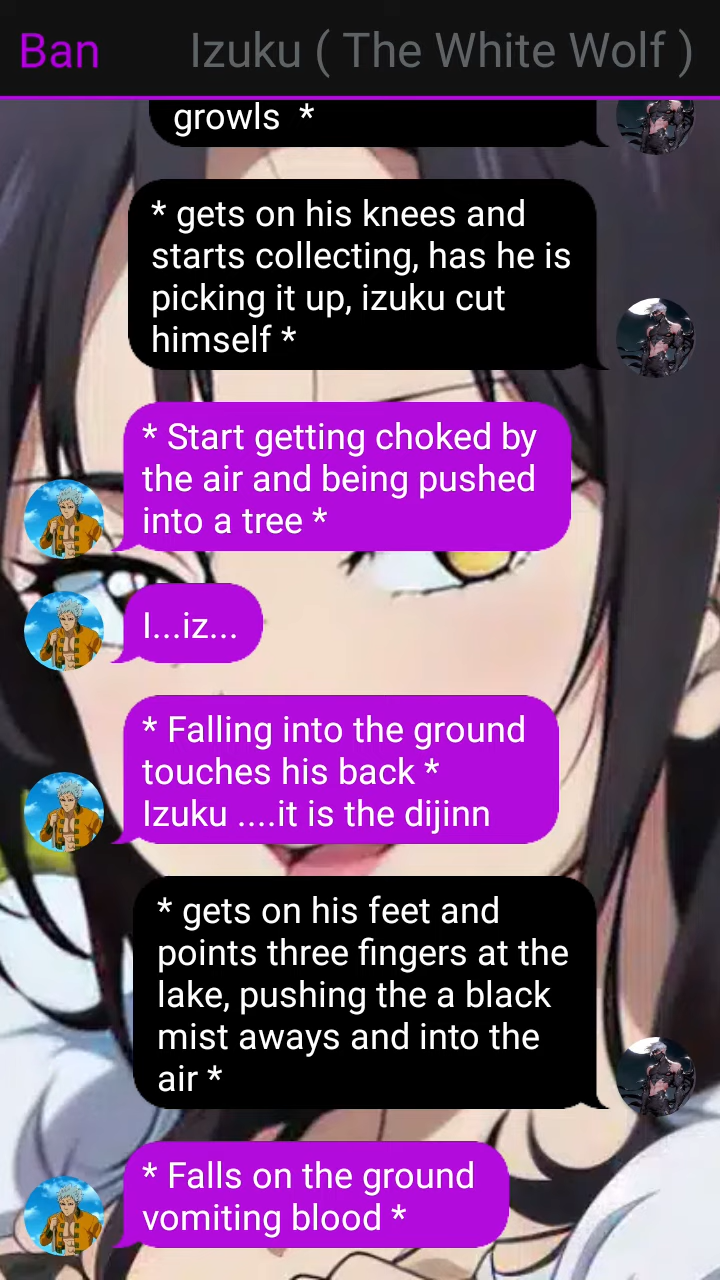 Ban Izuku ( The White Wolf )
growls *
* gets on his knees and
starts collecting, has he is
picking it up, izuku cut
himself *
* Start getting choked by
the air and being pushed
into a tree *
I...iz...
* Falling into the ground
touches his back *
Izuku ....it is the dijinn
* gets on his feet and
points three fingers at the
lake, pushing the a black
mist aways and into the
air *
* Falls on the ground
vomiting blood *